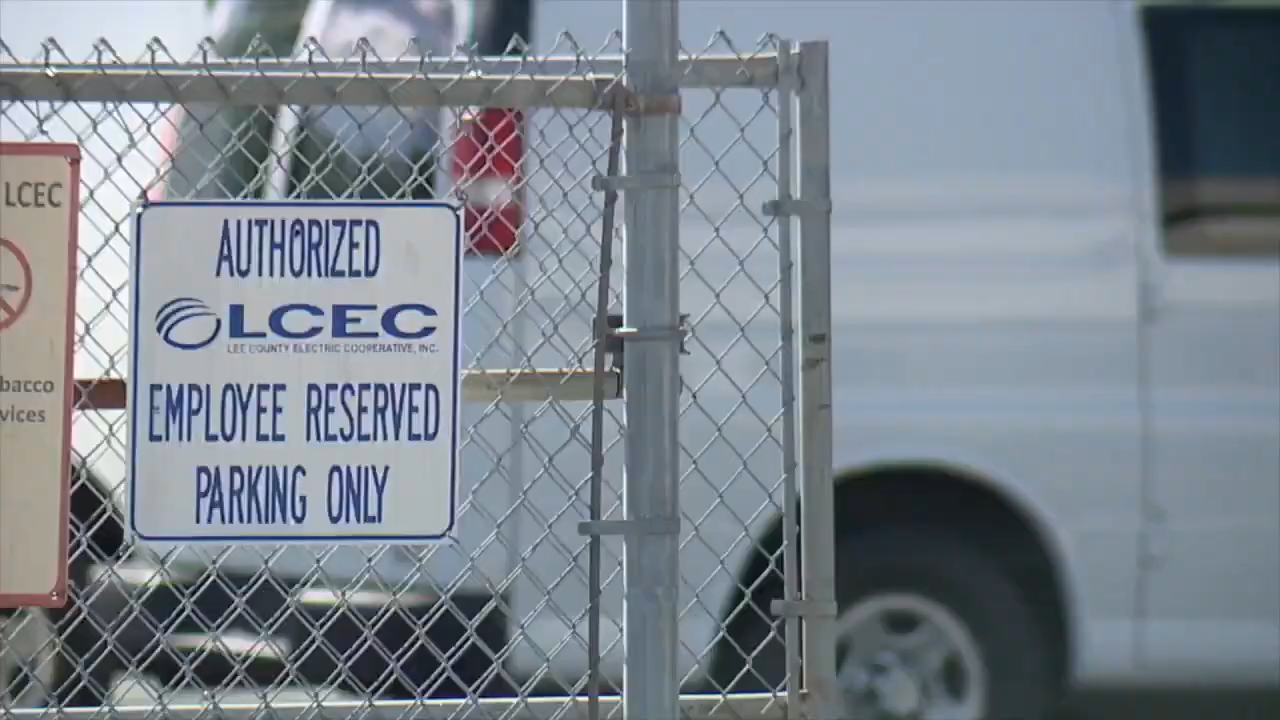 LCEC
bacco
vices
AUTHORIZED
LCEC
LEE COUNTY ELECTRIC COOPERATIVE, INC.
EMPLOYEE RESERVED
PARKING ONLY